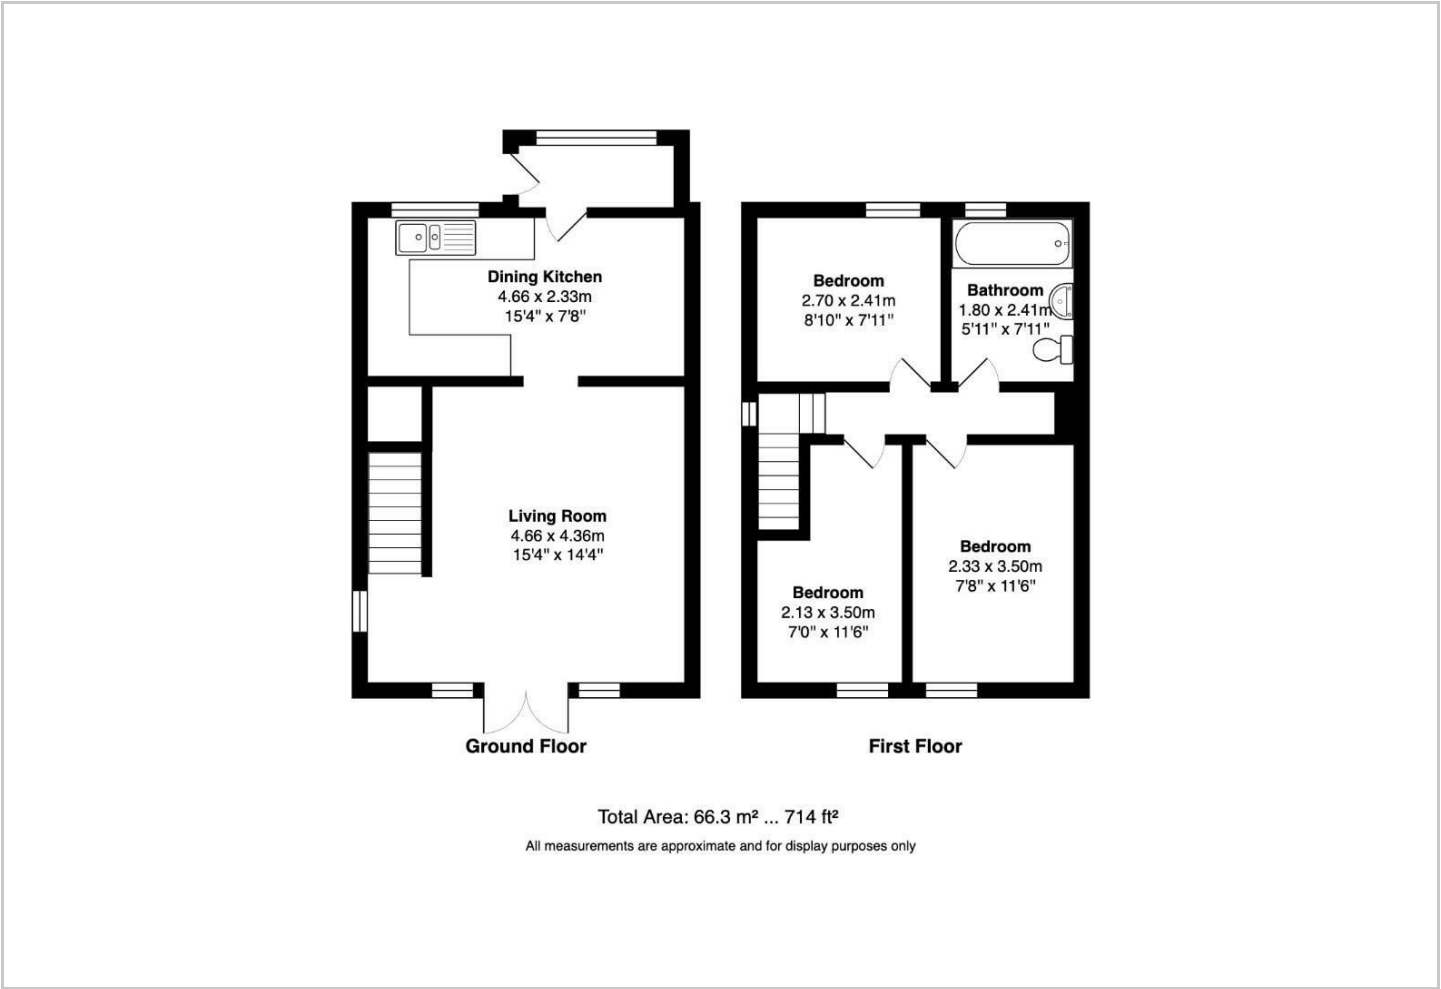 Dining Kitchen
4.66 x 2.33m
15'4" x 7'8"
Living Room
4.66 x 4.36m
15'4" x 14'4"
Ground Floor
Bedroom
2.70 x 2.41m
8'10" x 7'11"
Bathroom
1.80 x 2.41m
5'11" x 7'11"
Bedroom
2.13 x 3.50m
7'0" x 11'6"
Bedroom
2.33 x 3.50m
7'8" x 11'6"
First Floor
Total Area: 66.3 m² ... 714 ft²
All measurements are approximate and for display purposes only